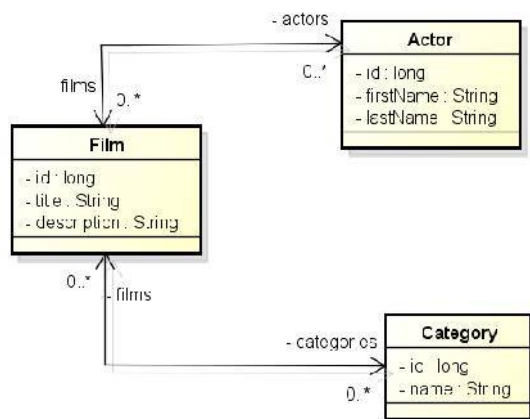 - actors
Actor
0..*
- id : long
- firstName : String
- lastName : String
films
0..*
Film
- id : long
- title : String
- description : String
0..*
- films
- categories
Category
0..*
- id : long
- name : String